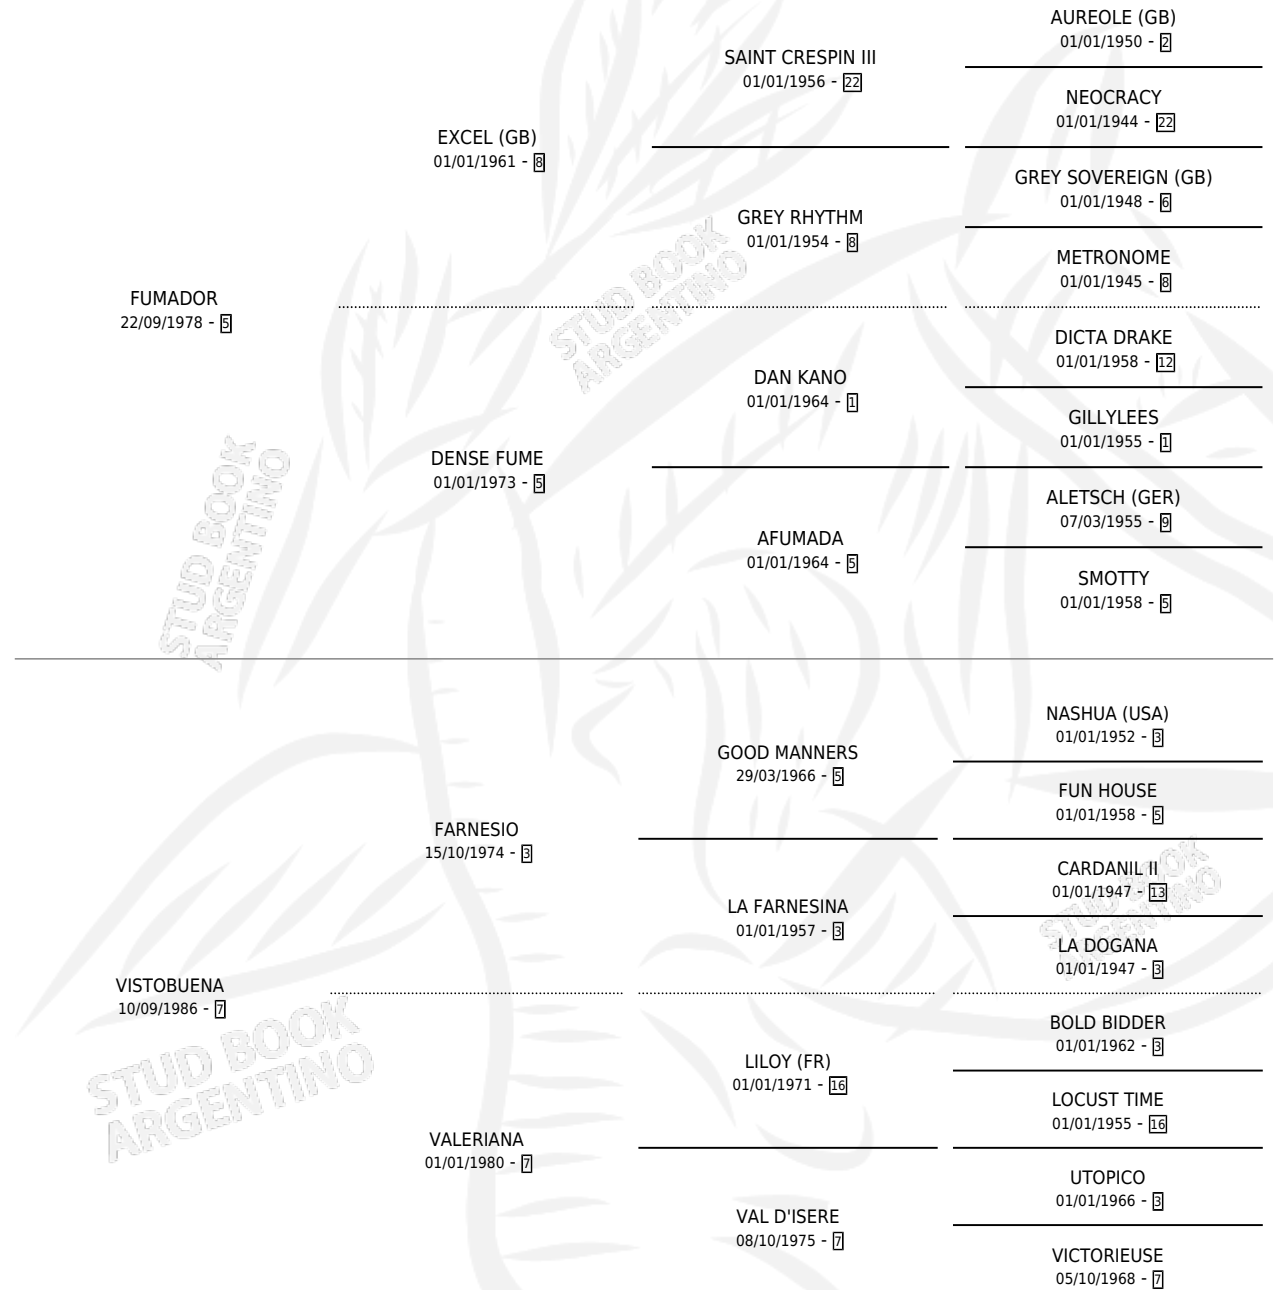 AUREOLE (GB)
01/01/1950 - 2
SAINT CRESPIN III
01/01/1956 - 22
NEOCRACY
01/01/1944 - 22
EXCEL (GB)
01/01/1961 - 8
GREY SOVEREIGN (GB)
01/01/1948 - 6
GREY RHYTHM
01/01/1954 - 8
METRONOME
01/01/1945 - 8
FUMADOR
22/09/1978 - 5
DICTA DRAKE
01/01/1958 - 12
DAN KANO
01/01/1964 - 1
GILLYLEES
01/01/1955 - 1
DENSE FUME
01/01/1973 - 5
ALETSCH (GER)
07/03/1955 - 9
AFUMADA
01/01/1964 - 5
SMOTTY
01/01/1958 - 5
NASHUA (USA)
01/01/1952 - 3
GOOD MANNERS
29/03/1966 - 5
FUN HOUSE
01/01/1958 - 5
FARNESIO
15/10/1974 - 3
CARDANIL II
01/01/1947 - 13
LA FARNESINA
01/01/1957 - 3
LA DOGANA
01/01/1947 - 3
VISTOBUENA
10/09/1986 - 7
BOLD BIDDER
01/01/1962 - 3
LILOY (FR)
01/01/1971 - 16
LOCUST TIME
01/01/1955 - 16
VALERIANA
01/01/1980 - 7
UTOPICO
01/01/1966 - 3
VAL D'ISERE
08/10/1975 - 7
VICTORIEUSE
05/10/1968 - 7
STUD BOOK
ARGENTINO
STUD BOOK
ARGENTINO
STUD BOOK
ARGENTINO
STUD BOOK
ARGENTINO